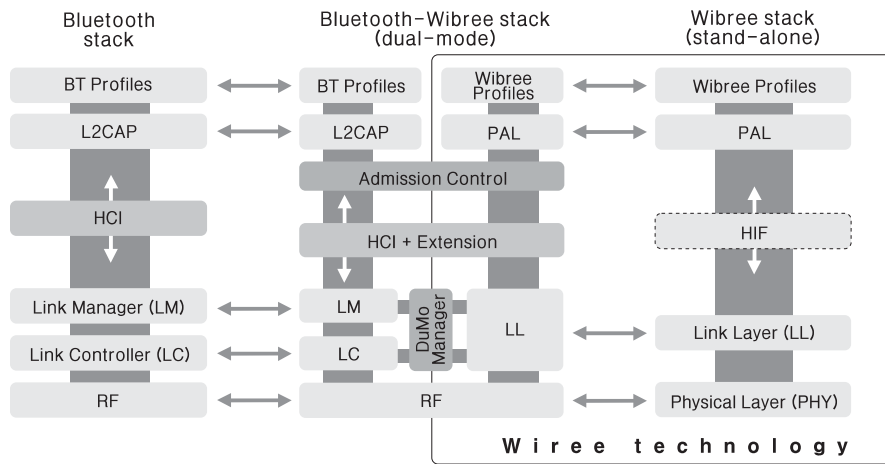 Bluetooth
stack
Bluetooth-Wibree stack
(dual-mode)
Wibree stack
(stand-alone)
BT Profiles
BT Profiles
Wibree
Profiles
Wibree Profiles
L2CAP
L2CAP
PAL
PAL
Admission Control
HCI
HCI + Extension
HIF
Link Manager (LM)
LM
DuMo
Manager
LL
Link Layer (LL)
Link Controller (LC)
LC
RF
RF
Physical Layer (PHY)
Wiree technology